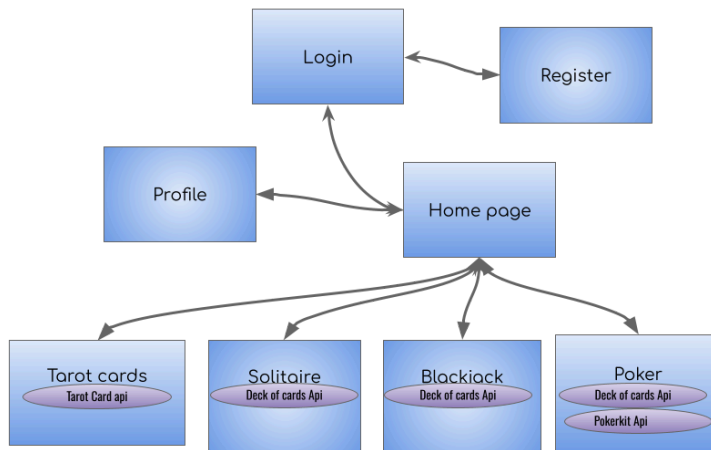 Login
Register
Profile
Home page
Tarot cards
Tarot Card api
Solitaire
Deck of cards Api
Blackjack
Deck of cards Api
Poker
Deck of cards Api
Pokerkit Api